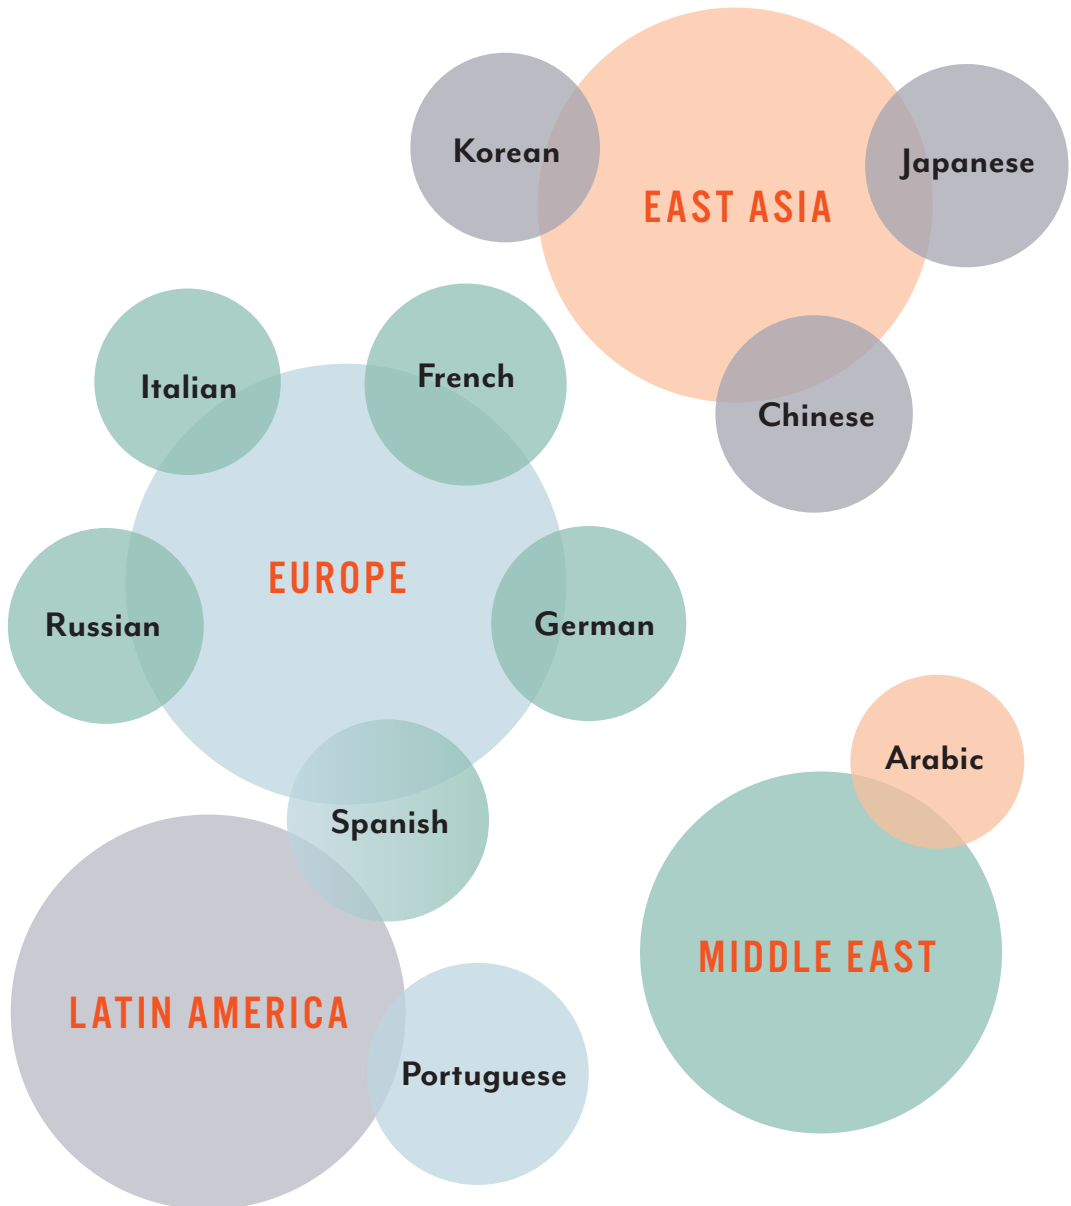 Korean
Japanese
EAST ASIA
Italian
French
Chinese
EUROPE
Russian
German
Spanish
Arabic
MIDDLE EAST
LATIN AMERICA
Portuguese